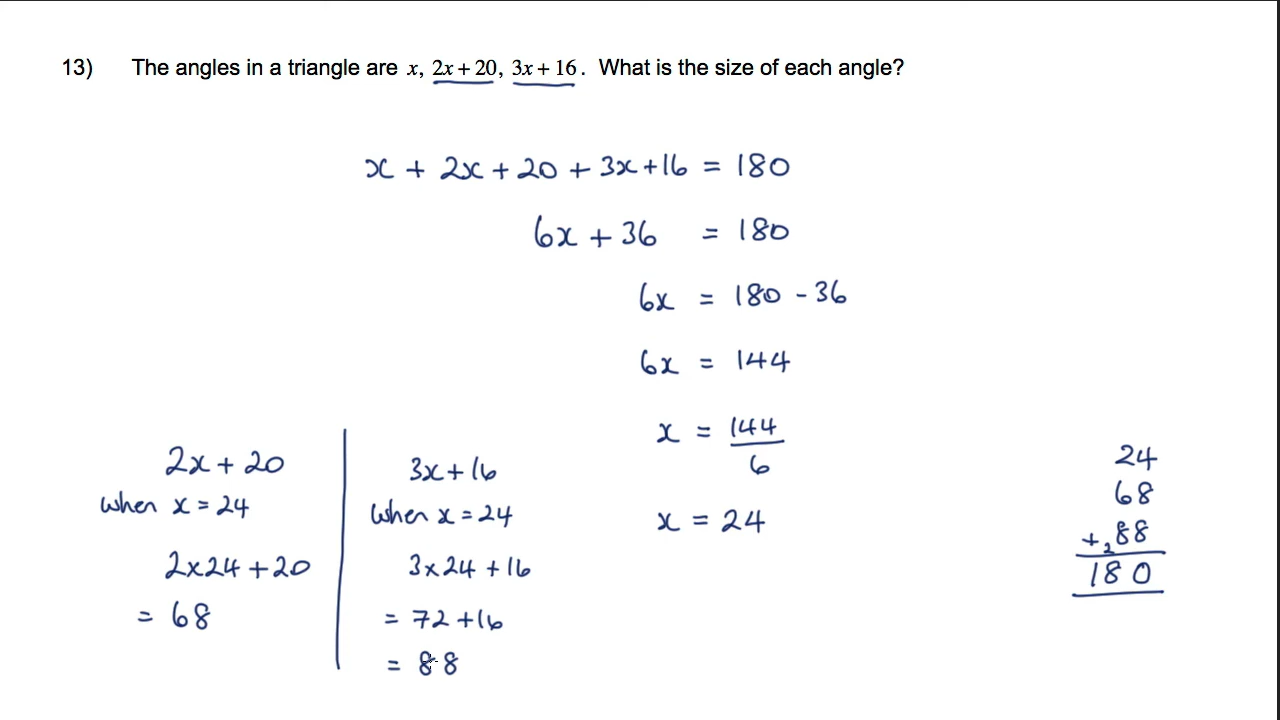 13) The angles in a triangle are x, 2x + 20, 3x + 16. What is the size of each angle?
x + 2x + 20 + 3x + 16 = 180
6x + 36 = 180
6x = 180 - 36
6x = 144
x = 144/6
x = 24
2x + 20
when x = 24
2x24 + 20
= 68
3x + 16
when x = 24
3x24 + 16
= 72 + 16
= 88
24
68
+ 2 88
180